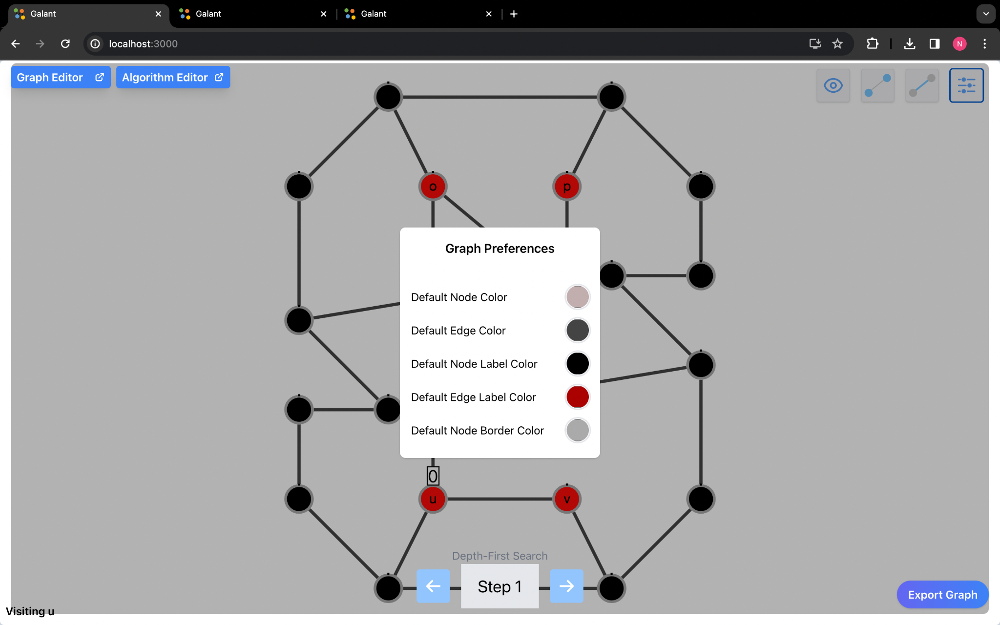 Galant
Galant
Galant
localhost:3000
N
Graph Editor
Algorithm Editor
o
p
Graph Preferences
Default Node Color
Default Edge Color
Default Node Label Color
Default Edge Label Color
Default Node Border Color
0
u
v
Depth-First Search
Step 1
Export Graph
Visiting u